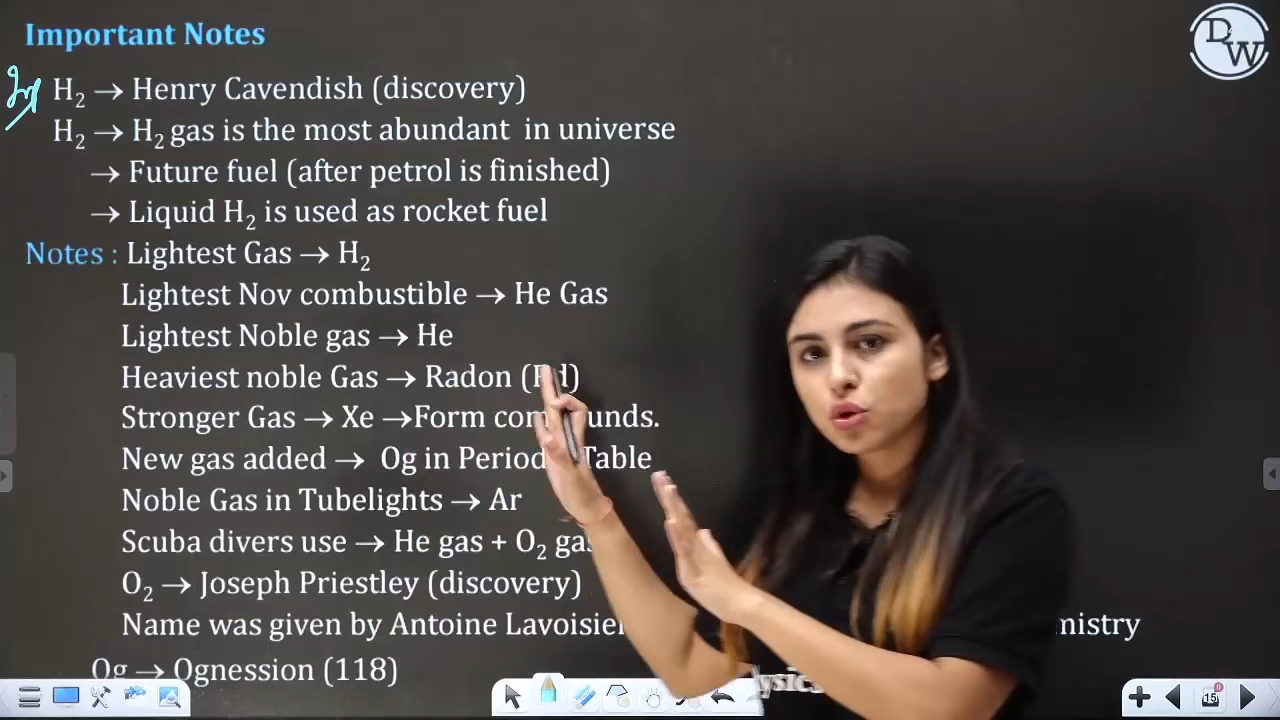 Important Notes
H₂ → Henry Cavendish (discovery)
H₂ → H₂ gas is the most abundant in universe
→ Future fuel (after petrol is finished)
→ Liquid H₂ is used as rocket fuel
Notes : Lightest Gas → H₂
Lightest Nov combustible → He Gas
Lightest Noble gas → He
Heaviest noble Gas → Radon
Stronger Gas → Xe →Form
New gas added → Og in Table
Noble Gas in Tubelights → Ar
Scuba divers use → He gas + O₂
O₂ → Joseph Priestley (discovery)
Name was given by Antoine
Og → Ognession (118)
15